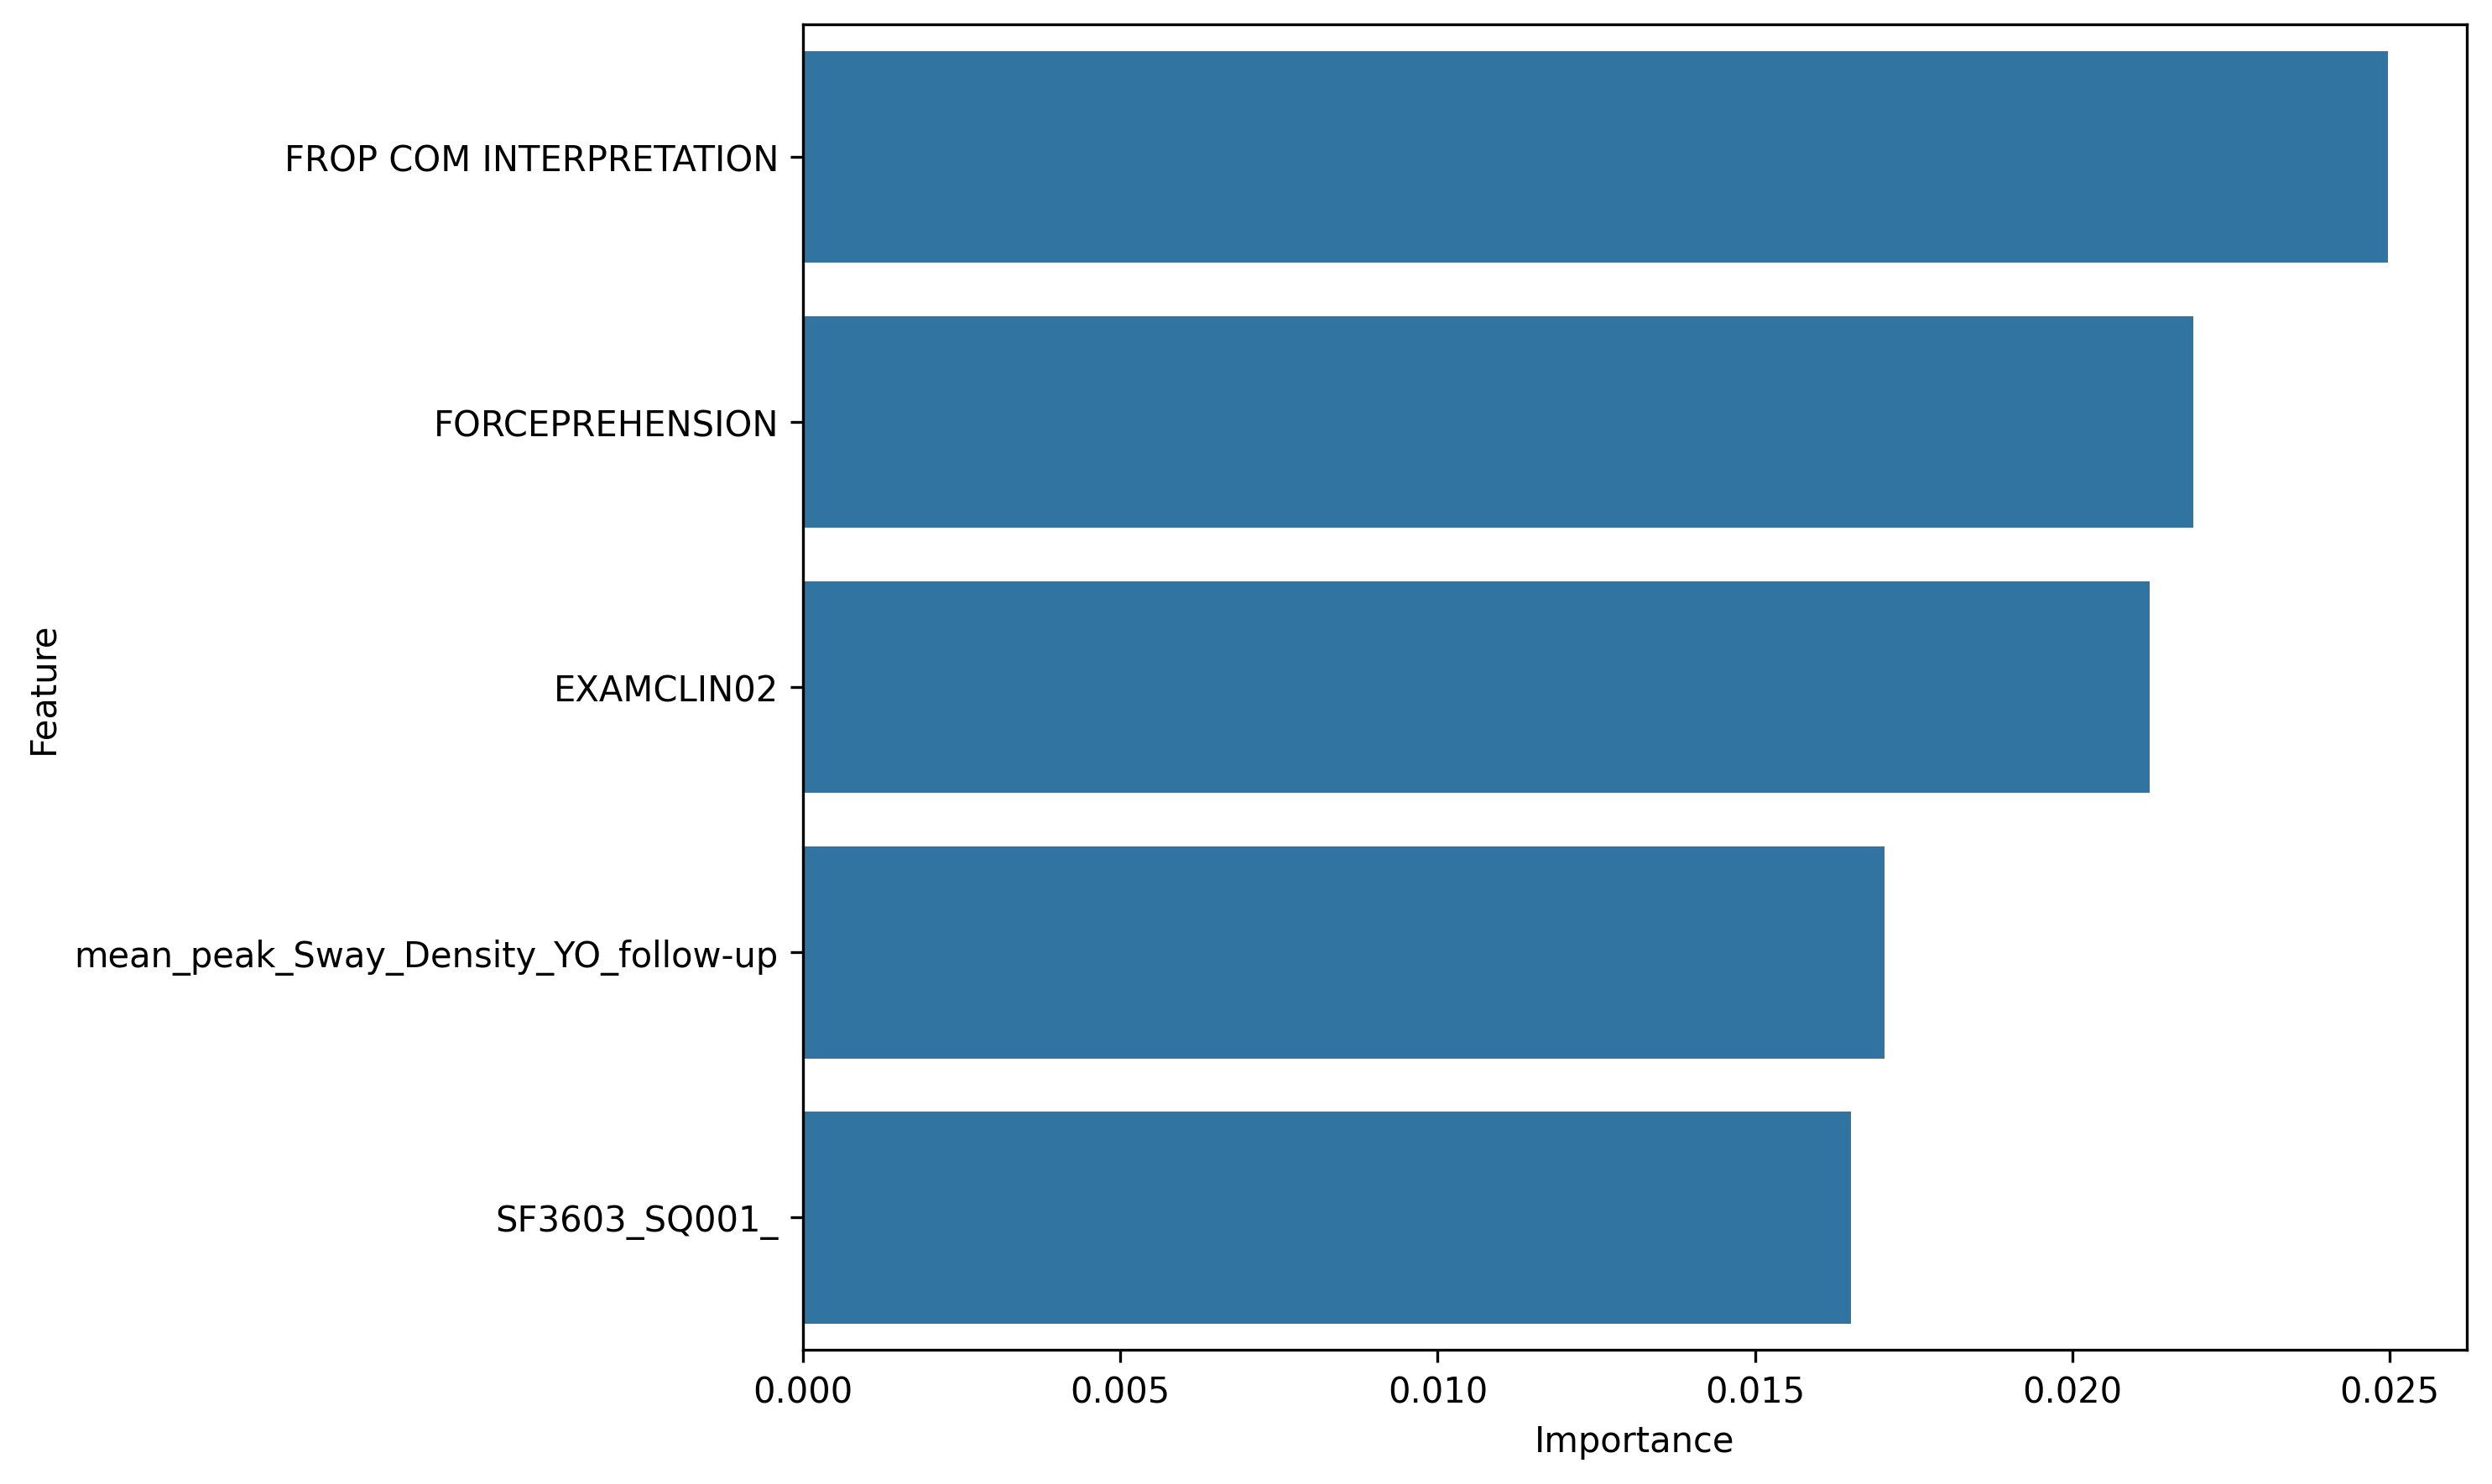 FROP COM INTERPRETATION
FORCEPREHENSION
EXAMCLIN02
mean_peak_Sway_Density_YO_follow-up
SF3603_SQ001_
Feature
0.000 0.005 0.010 0.015 0.020 0.025
Importance